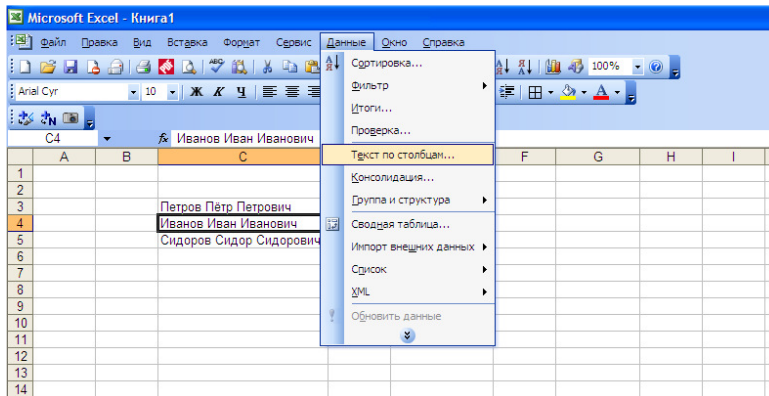 Microsoft Excel - Книга1
Файл Правка Вид Вставка Формат Сервис Данные Окно Справка
100%
Arial Cyr 10 Ж К Ч
C4 fx Иванов Иван Иванович
Сортировка...
Фильтр
Итоги...
Проверка...
Текст по столбцам...
Консолидация...
Группа и структура
Сводная таблица...
Импорт внешних данных
Список
XML
Обновить данные
A B C F G H I
1
2
3 Петров Пётр Петрович
4 Иванов Иван Иванович
5 Сидоров Сидор Сидорович
6
7
8
9
10
11
12
13
14